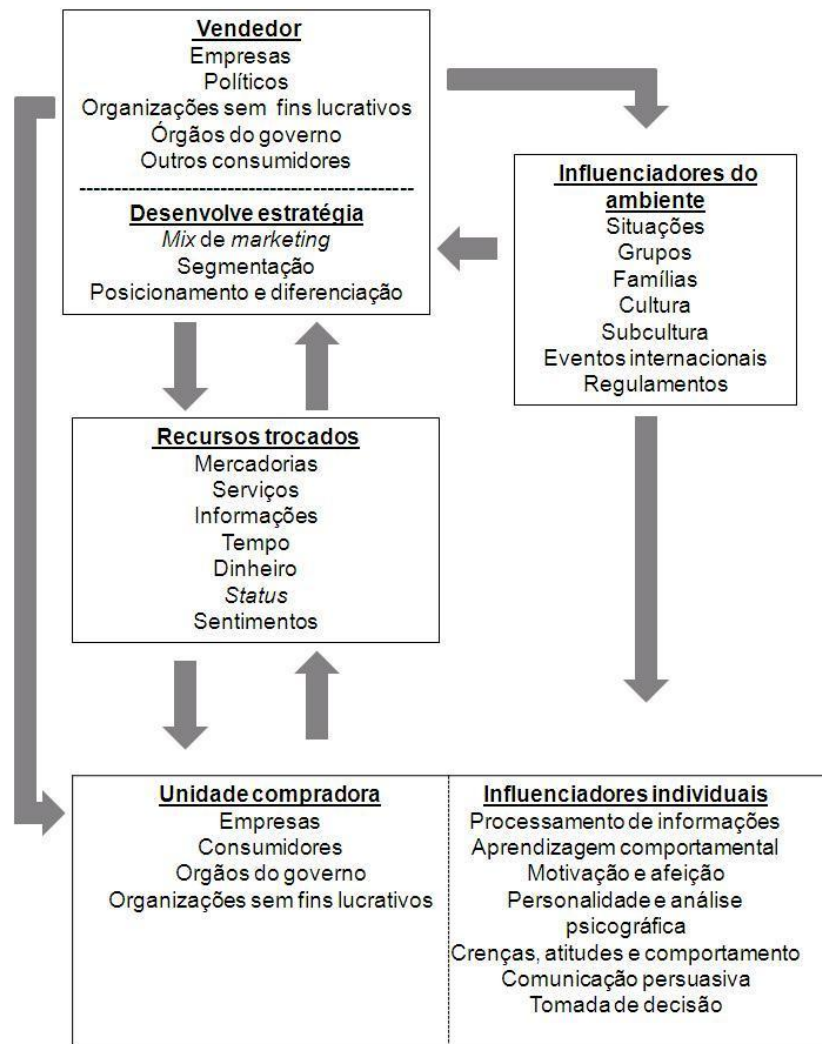 Vendedor
Empresas
Políticos
Organizações sem fins lucrativos
Órgãos do governo
Outros consumidores
Desenvolve estratégia
Mix de marketing
Segmentação
Posicionamento e diferenciação
Influenciadores do
ambiente
Situações
Grupos
Famílias
Cultura
Subcultura
Eventos internacionais
Regulamentos
Recursos trocados
Mercadorias
Serviços
Informações
Tempo
Dinheiro
Status
Sentimentos
Unidade compradora
Empresas
Consumidores
Orgãos do governo
Organizações sem fins lucrativos
Influenciadores individuais
Processamento de informações
Aprendizagem comportamental
Motivação e afeição
Personalidade e análise
psicográfica
Crenças, atitudes e comportamento
Comunicação persuasiva
Tomada de decisão